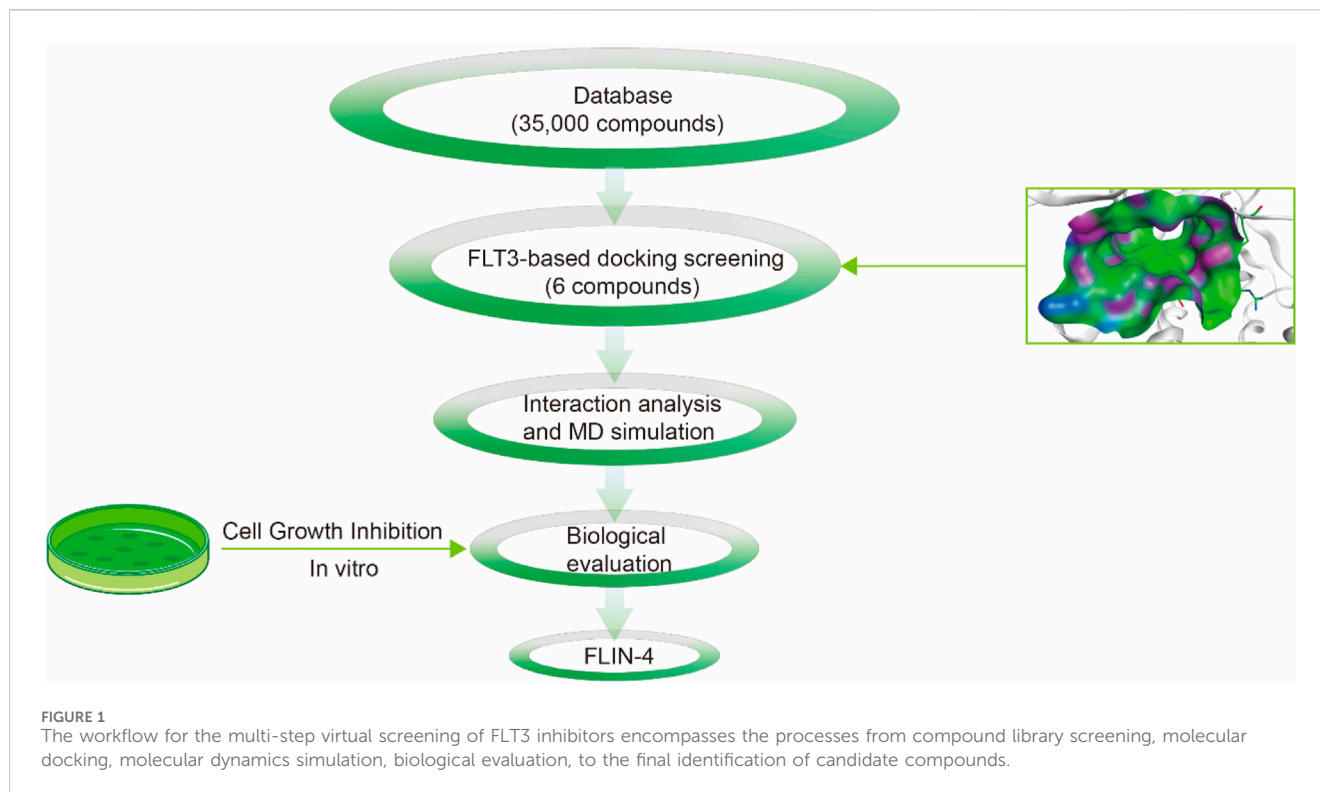 Database
(35,000 compounds)
FLT3-based docking screening
(6 compounds)
Interaction analysis
and MD simulation
Cell Growth Inhibition
In vitro
Biological
evaluation
FLIN-4
FIGURE 1
The workflow for the multi-step virtual screening of FLT3 inhibitors encompasses the processes from compound library screening, molecular
docking, molecular dynamics simulation, biological evaluation, to the final identification of candidate compounds.